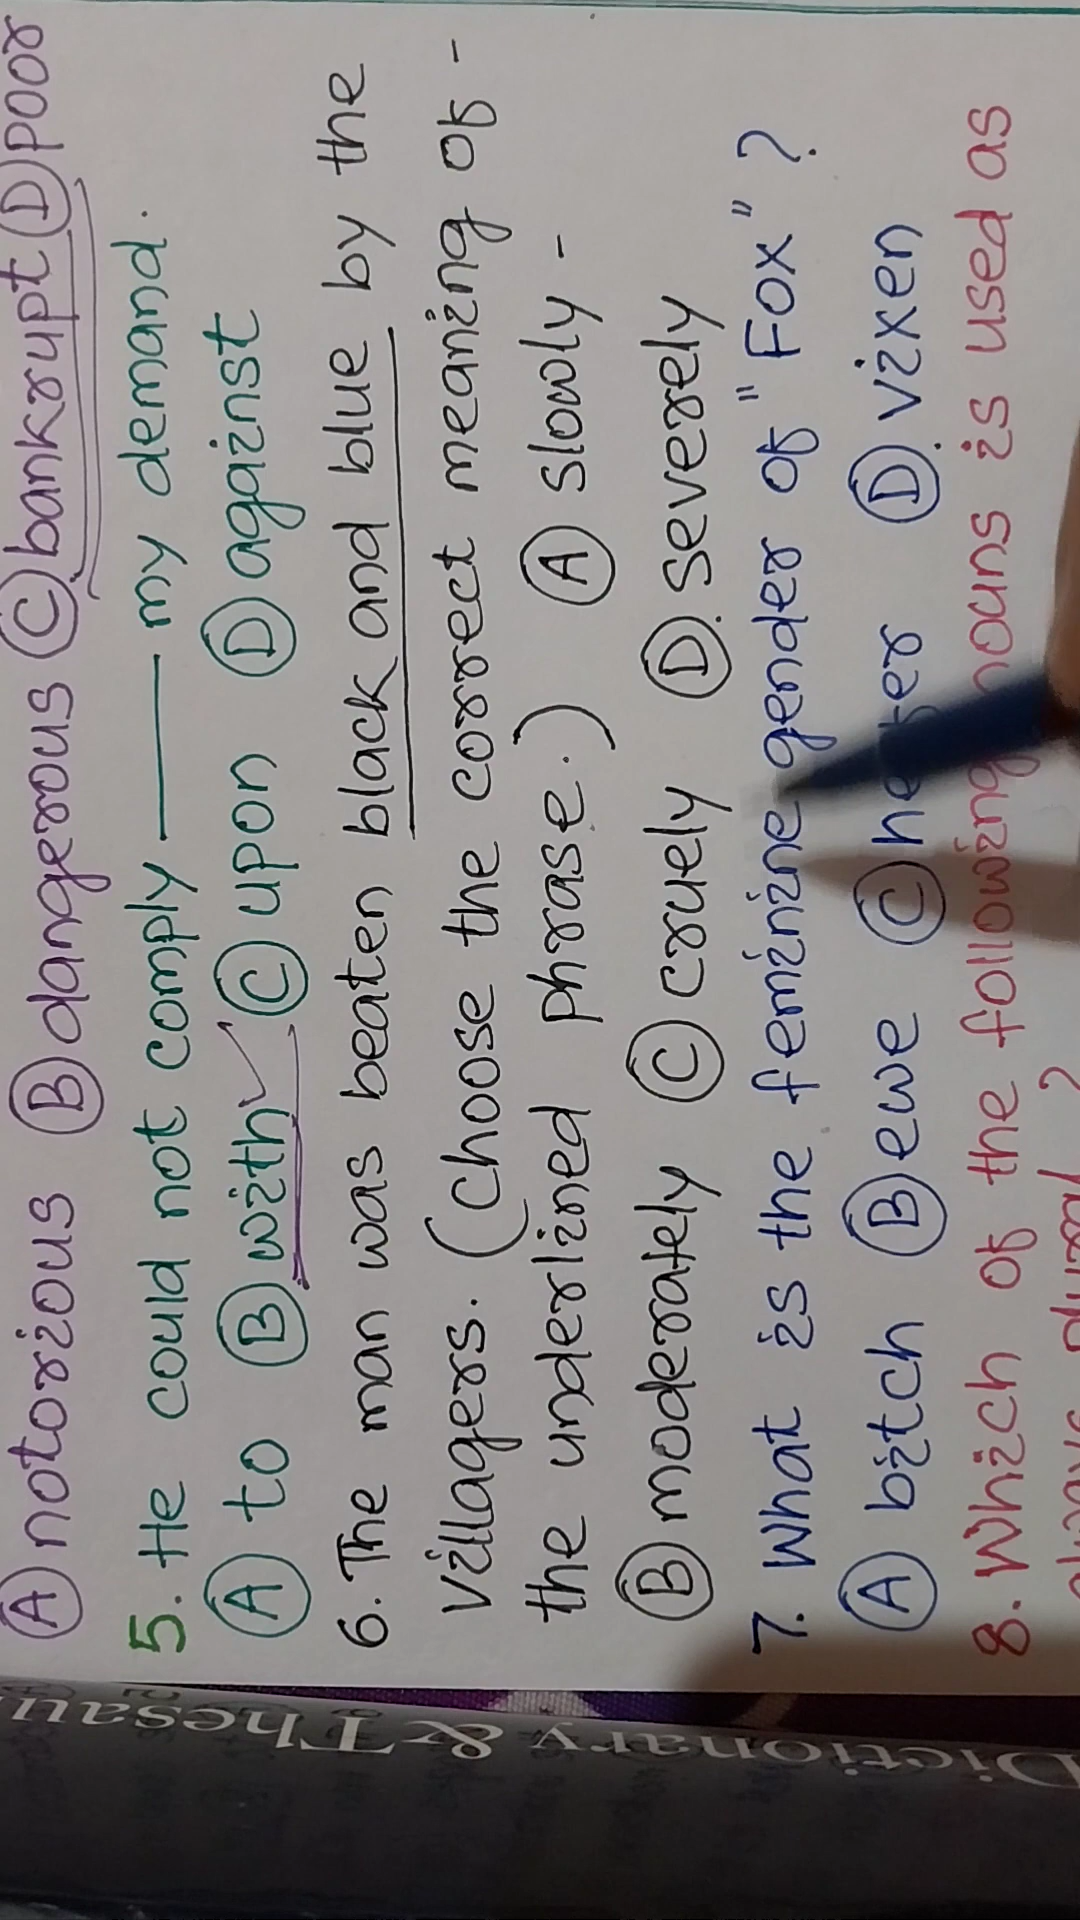 (A) notorious (B) dangerous (C) bankrupt (D) poor
5. He could not comply —— my demand.
(A) to (B) with (C) upon (D) against
6. The man was beaten black and blue by the
villagers. (Choose the correct meaning of -
the underlined phrase.) (A) slowly -
(B) moderately (C) cruely (D) severely
7. What is the feminine gender of "Fox" ?
(A) bitch (B) ewe (C) (D) vixen
8. Which of the following nouns is used as
plural ?
Dictionary & Thesau